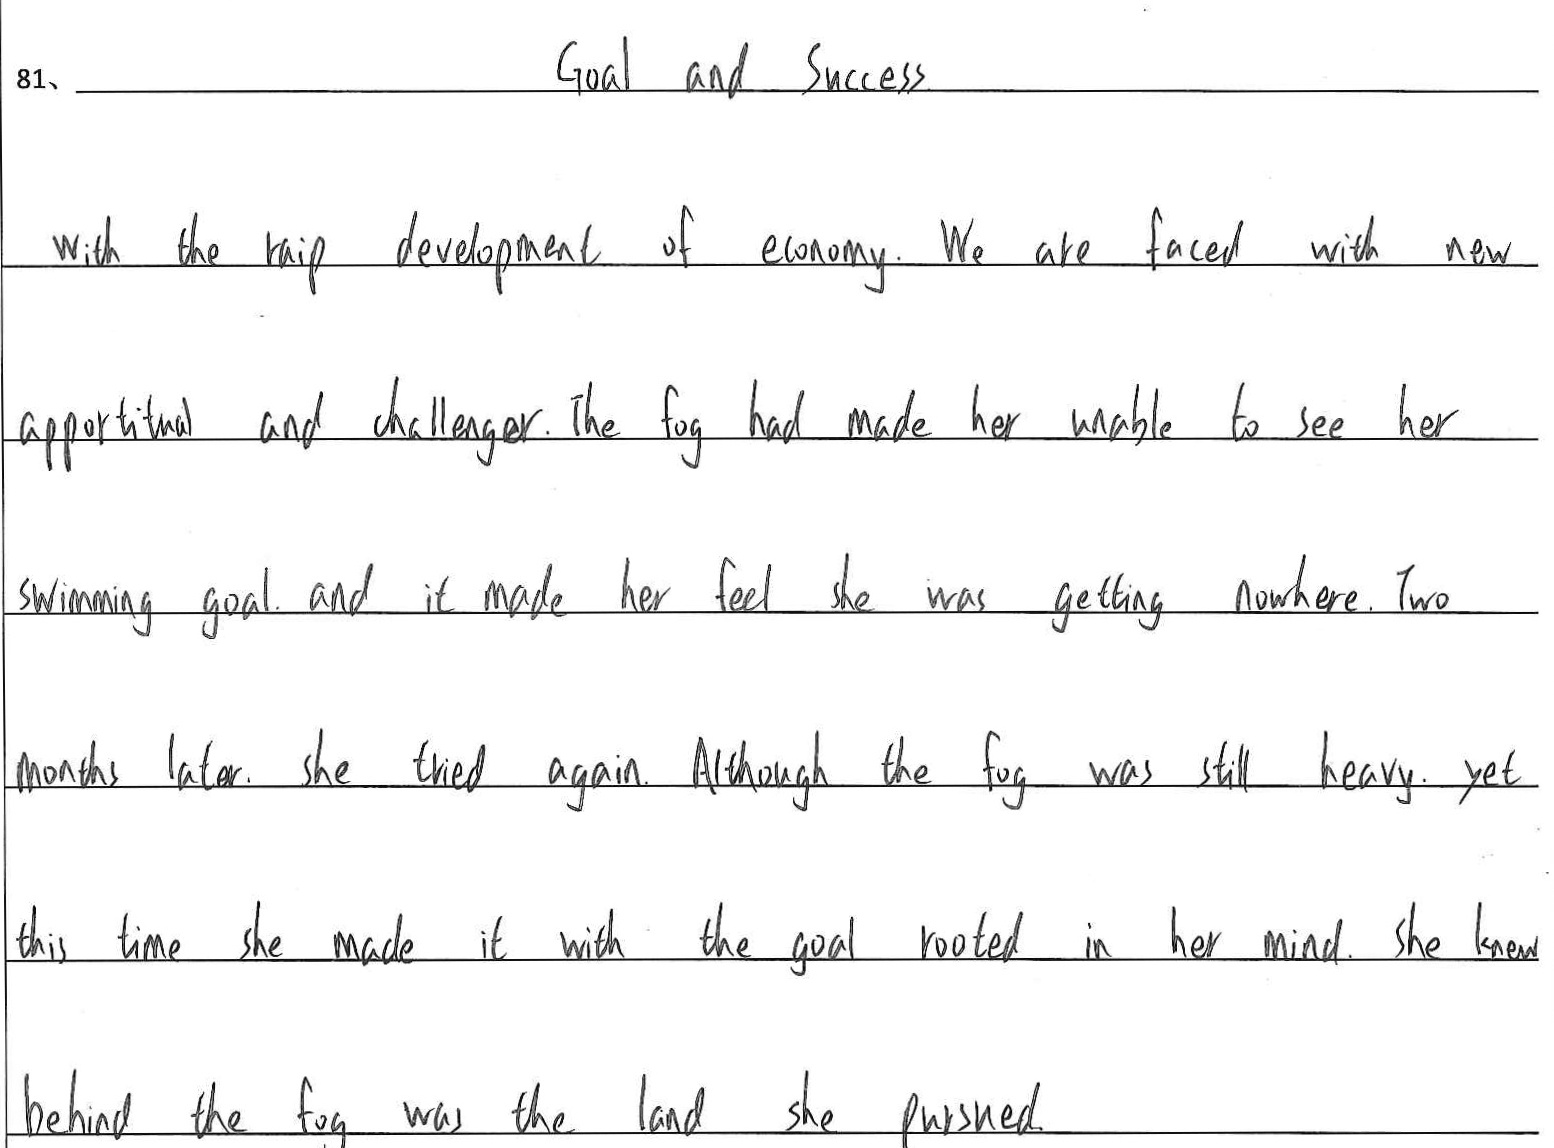 81、 Goal and Success
with the raip development of economy. We are faced with new
apportitual and challenger. The fog had made her unable to see her
swimming goal. and it made her feel she was getting nowhere. Two
months later. she tried again. Although the fog was still heavy. yet
this time she made it with the goal rooted in her mind. she knew
behind the fog was the land she pursued.